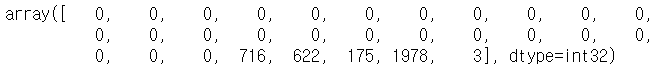 array([   0,    0,    0,    0,    0,    0,    0,    0,    0,    0,    0,
          0,    0,    0,    0,    0,    0,    0,    0,    0,    0,    0,
          0,    0,    0,  716,  622,  175, 1978,    3], dtype=int32)